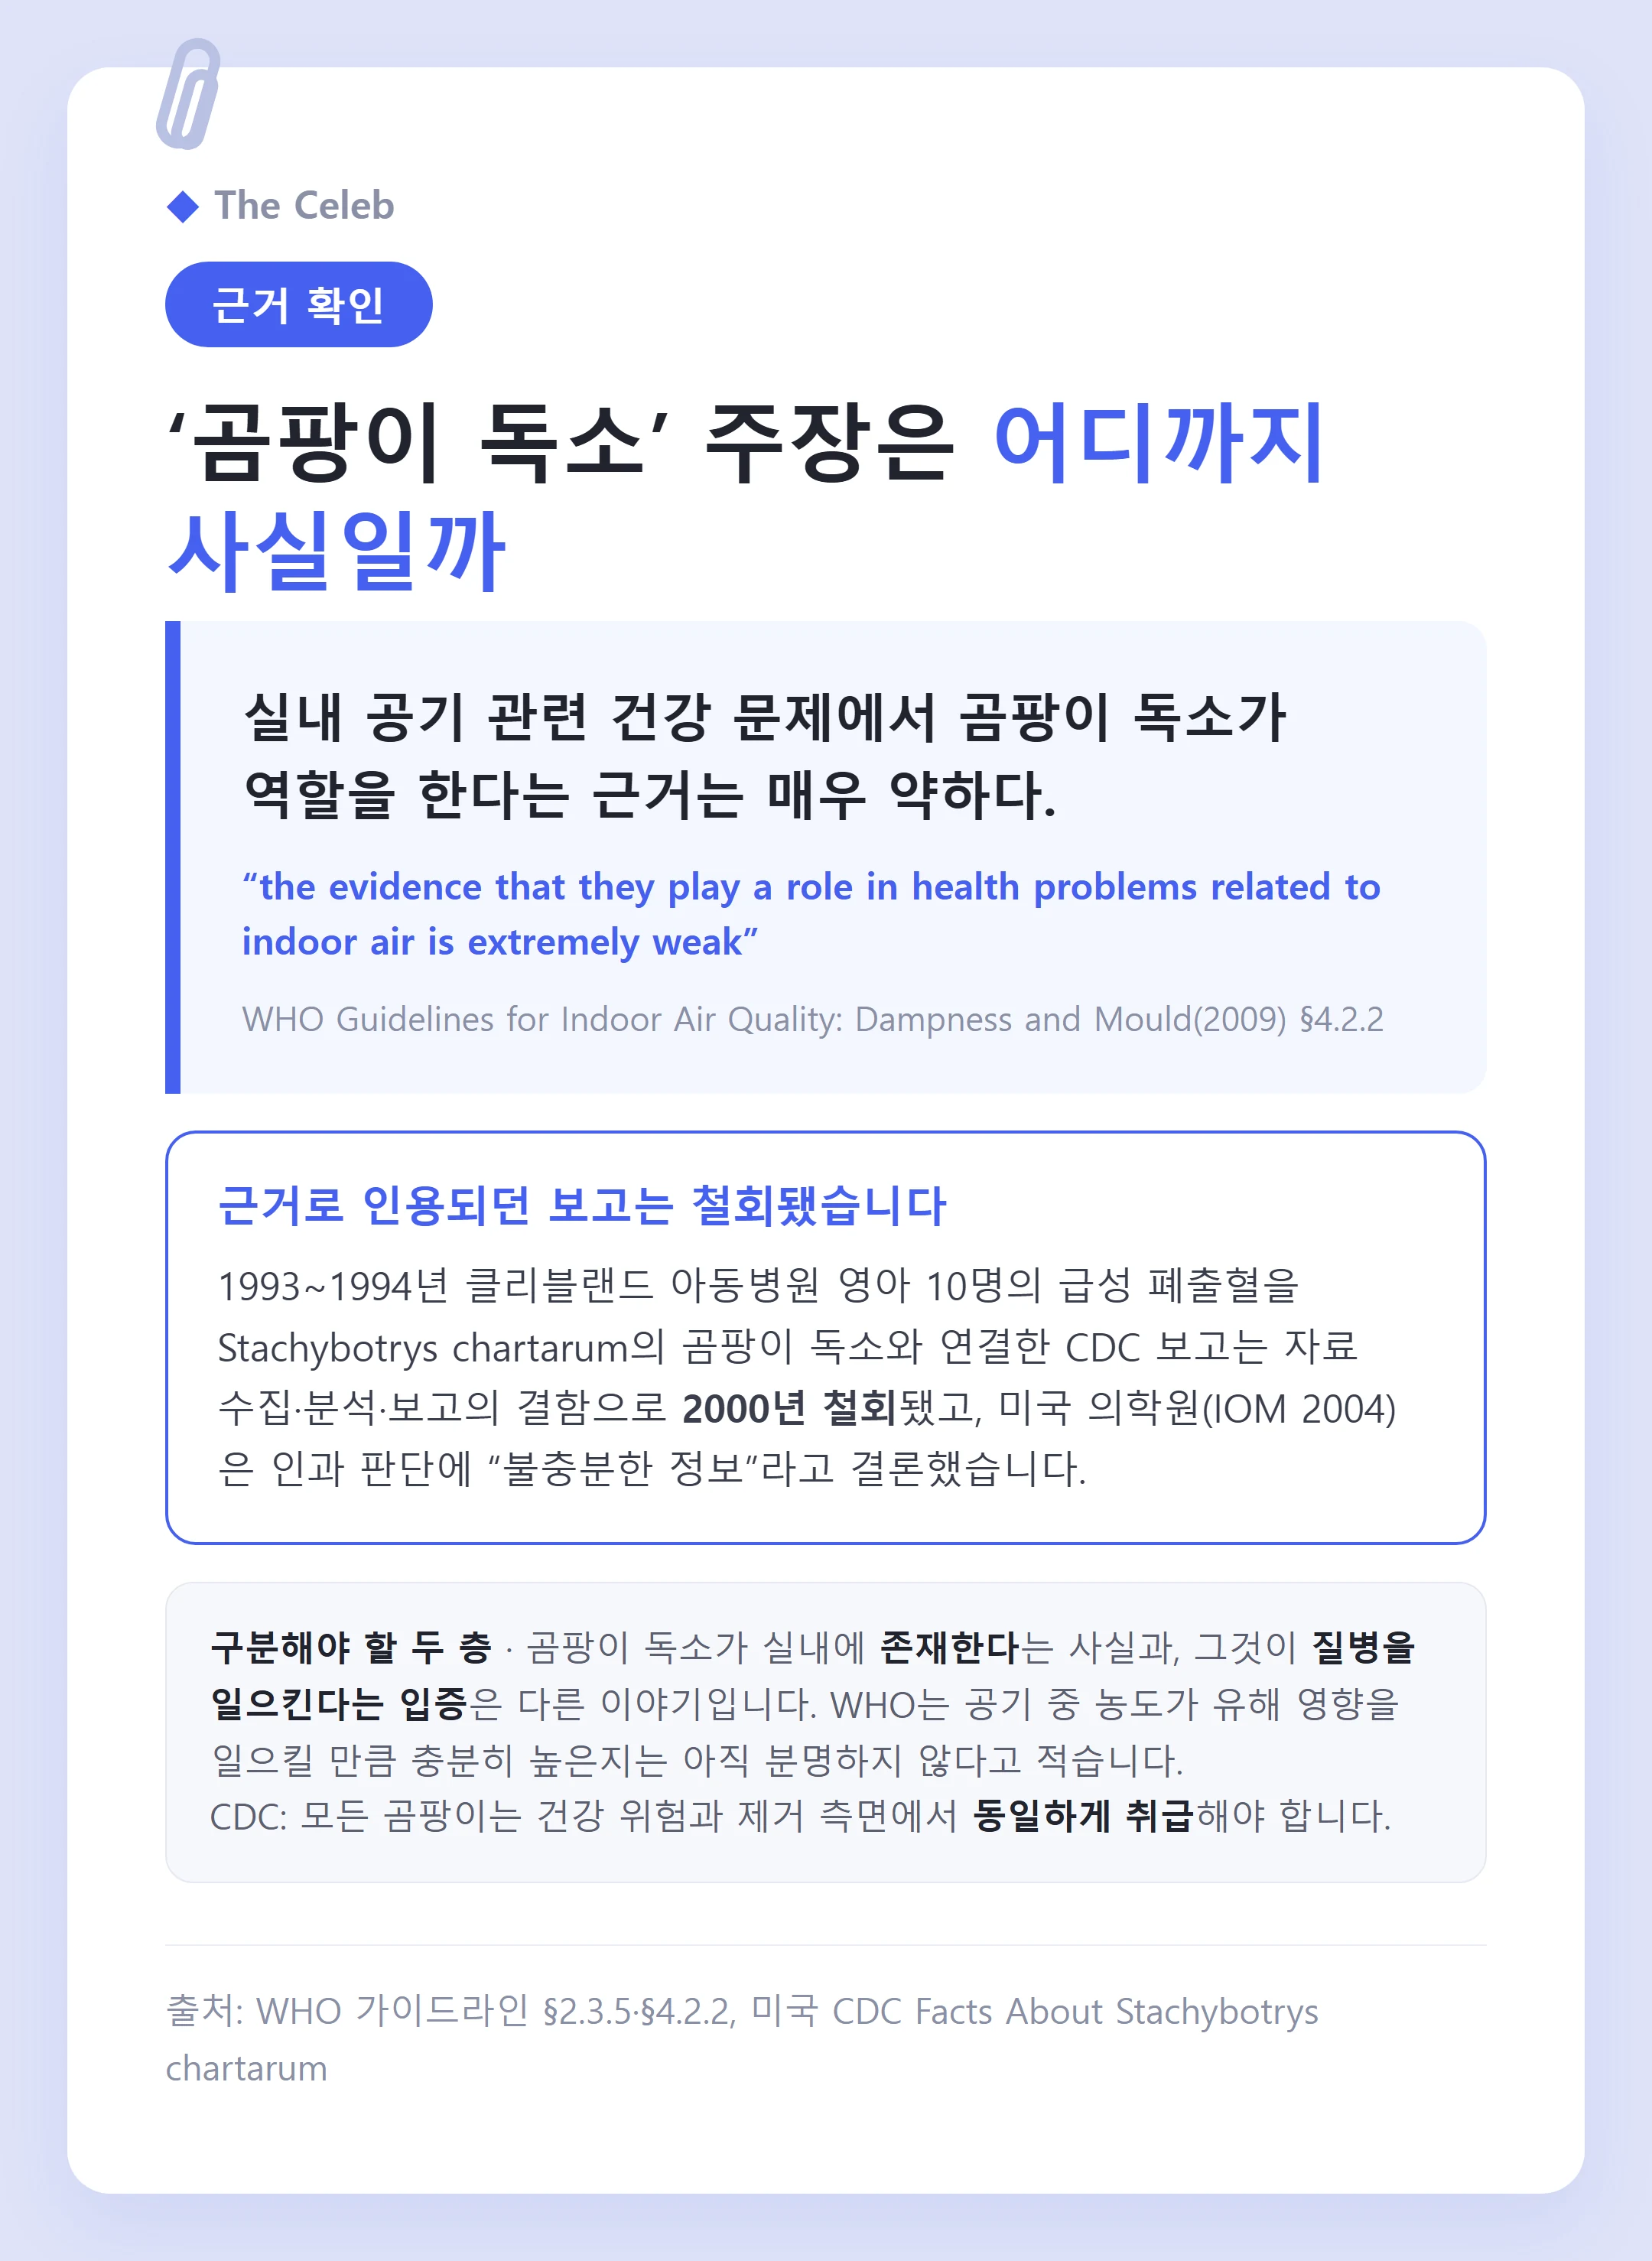 ◆ The Celeb
근거 확인
‘곰팡이 독소’ 주장은 어디까지
사실일까
실내 공기 관련 건강 문제에서 곰팡이 독소가
역할을 한다는 근거는 매우 약하다.
“the evidence that they play a role in health problems related to
indoor air is extremely weak”
WHO Guidelines for Indoor Air Quality: Dampness and Mould(2009) §4.2.2
근거로 인용되던 보고는 철회됐습니다
1993~1994년 클리블랜드 아동병원 영아 10명의 급성 폐출혈을
Stachybotrys chartarum의 곰팡이 독소와 연결한 CDC 보고는 자료
수집·분석·보고의 결함으로 2000년 철회됐고, 미국 의학원(IOM 2004)
은 인과 판단에 “불충분한 정보”라고 결론했습니다.
구분해야 할 두 층 · 곰팡이 독소가 실내에 존재한다는 사실과, 그것이 질병을
일으킨다는 입증은 다른 이야기입니다. WHO는 공기 중 농도가 유해 영향을
일으킬 만큼 충분히 높은지는 아직 분명하지 않다고 적습니다.
CDC: 모든 곰팡이는 건강 위험과 제거 측면에서 동일하게 취급해야 합니다.
출처: WHO 가이드라인 §2.3.5·§4.2.2, 미국 CDC Facts About Stachybotrys
chartarum